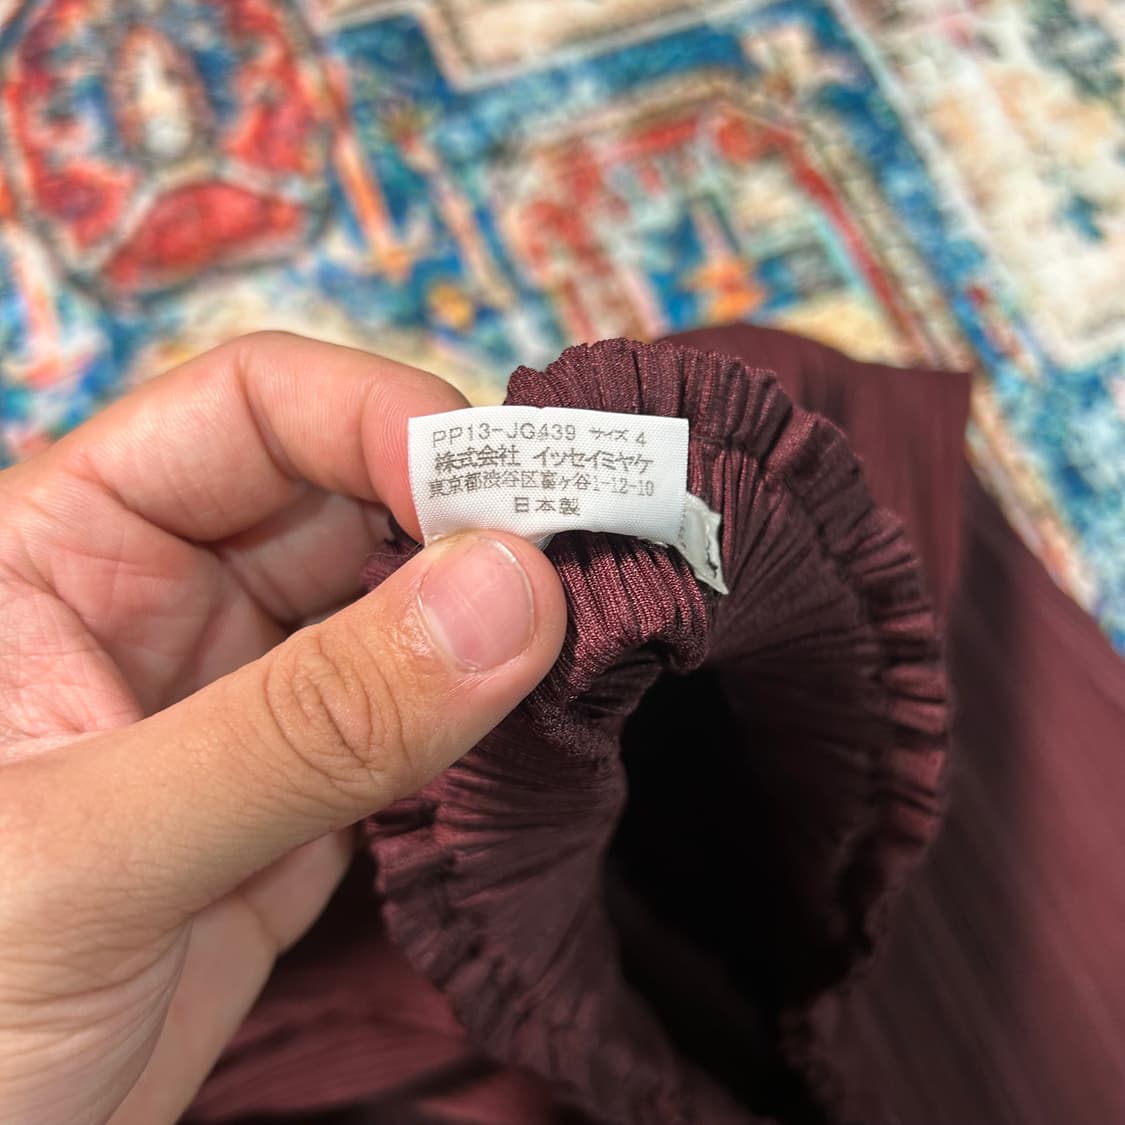 PP13-JG439 サイズ 4
株式会社 イッセイミヤケ
東京都渋谷区富ヶ谷1-12-10
日本製